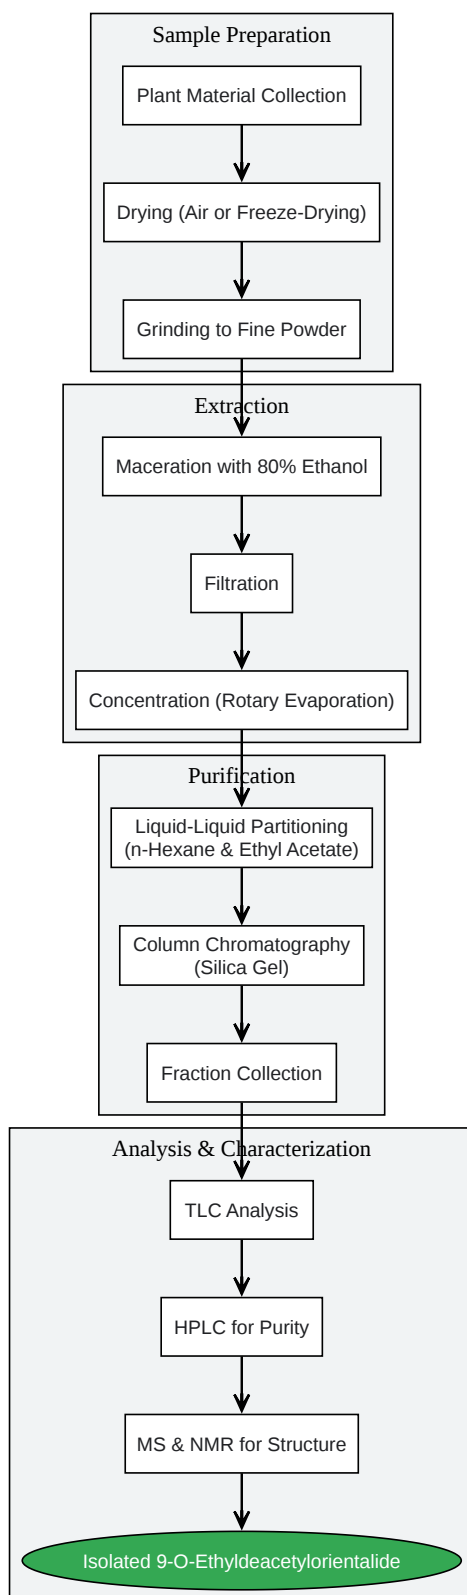 Sample Preparation
Plant Material Collection
Drying (Air or Freeze-Drying)
Grinding to Fine Powder
Extraction
Maceration with 80% Ethanol
Filtration
Concentration (Rotary Evaporation)
Purification
Liquid-Liquid Partitioning
(n-Hexane & Ethyl Acetate)
Column Chromatography
(Silica Gel)
Fraction Collection
Analysis & Characterization
TLC Analysis
HPLC for Purity
MS & NMR for Structure
Isolated 9-O-Ethyldeacetylorientalide